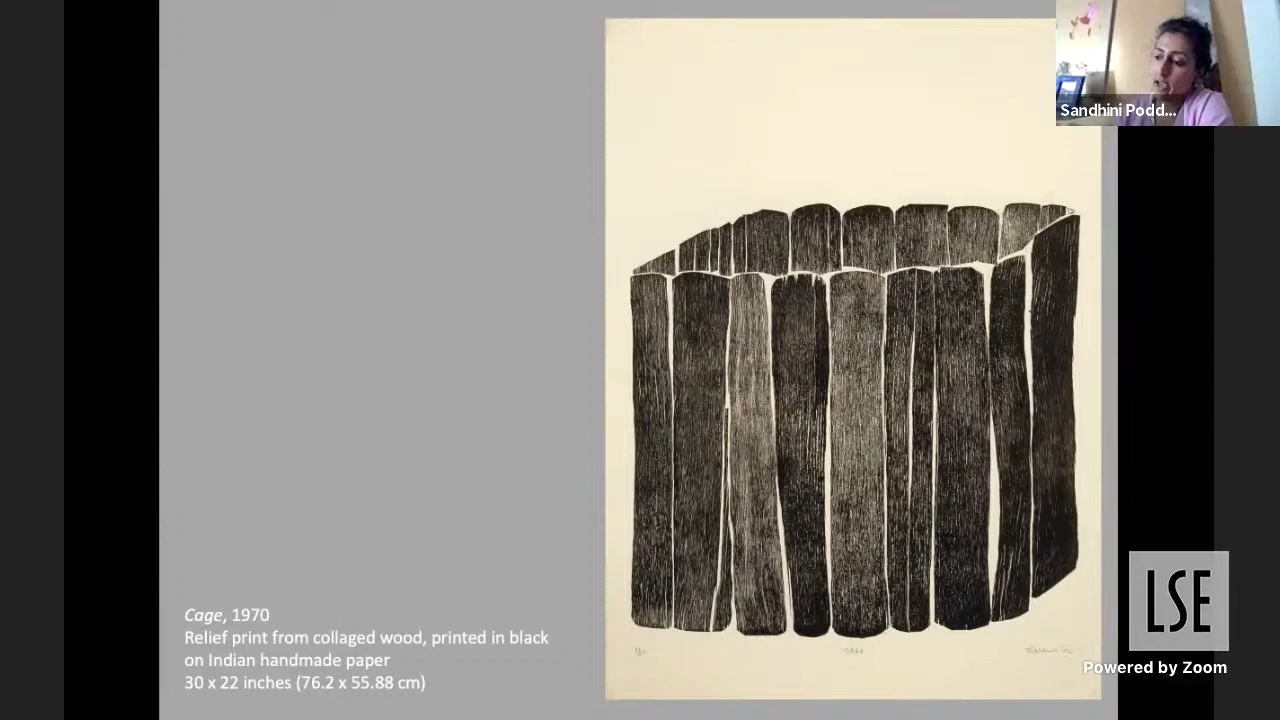 Sandhini Podd...
Cage, 1970
Relief print from collaged wood, printed in black
on Indian handmade paper
30 x 22 inches (76.2 x 55.88 cm)
LSE
Powered by Zoom